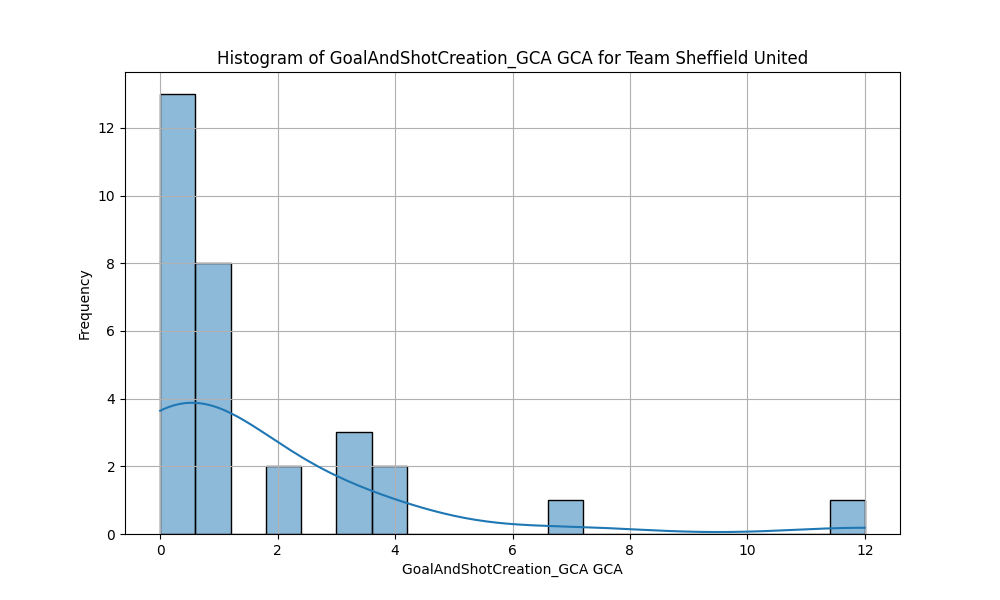 Histogram of GoalAndShotCreation_GCA GCA for Team Sheffield United
12
10
8
6
4
2
0
Frequency
0 2 4 6 8 10 12
GoalAndShotCreation_GCA GCA